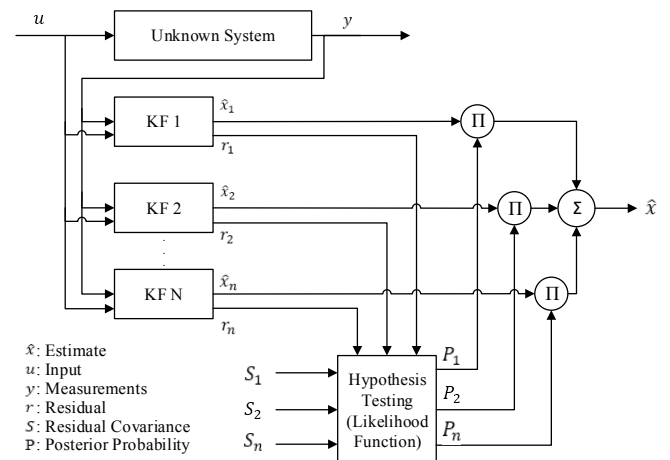 u
Unknown System
y
KF 1
x̂₁
r₁
Π
KF 2
x̂₂
r₂
Π
Σ
x̂
. . . . .
KF N
x̂ₙ
rₙ
Π
x̂: Estimate
u: Input
y: Measurements
r: Residual
S: Residual Covariance
P: Posterior Probability
S₁
S₂
Sₙ
Hypothesis
Testing
(Likelihood
Function)
P₁
P₂
Pₙ